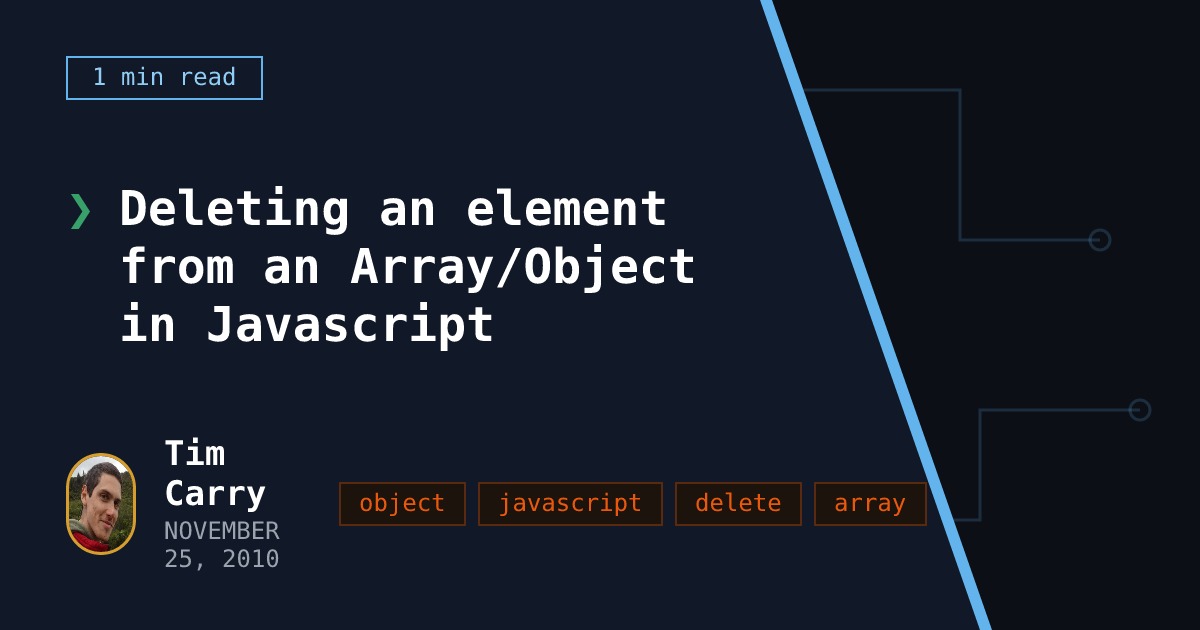 1 min read
❯ Deleting an element
from an Array/Object
in Javascript
Tim
Carry
NOVEMBER
25, 2010
object javascript delete array